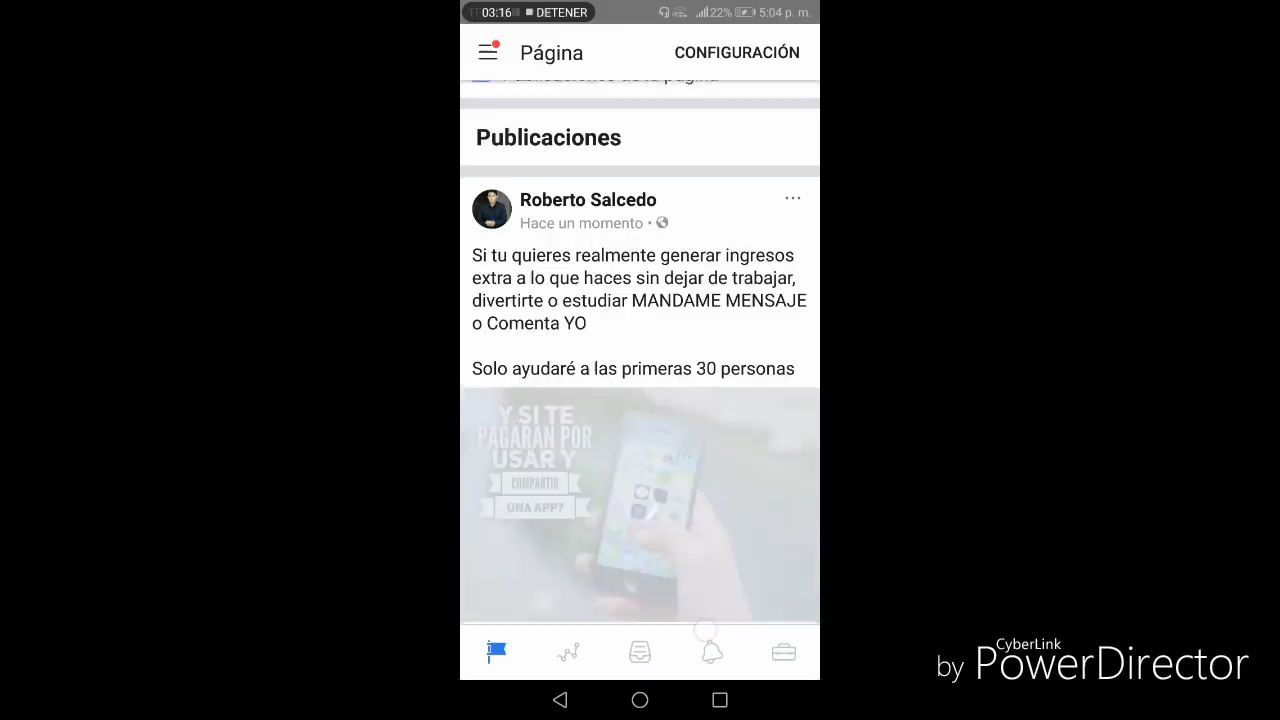 03:16 DETENER 22% 5:04 p. m.
Página CONFIGURACIÓN
Publicaciones
Roberto Salcedo
Hace un momento
Si tu quieres realmente generar ingresos
extra a lo que haces sin dejar de trabajar,
divertirte o estudiar MANDAME MENSAJE
o Comenta YO
Solo ayudaré a las primeras 30 personas
Y SI TE
PAGARAN POR
USAR Y
COMPARTIR
UNA APP?
CyberLink
by PowerDirector